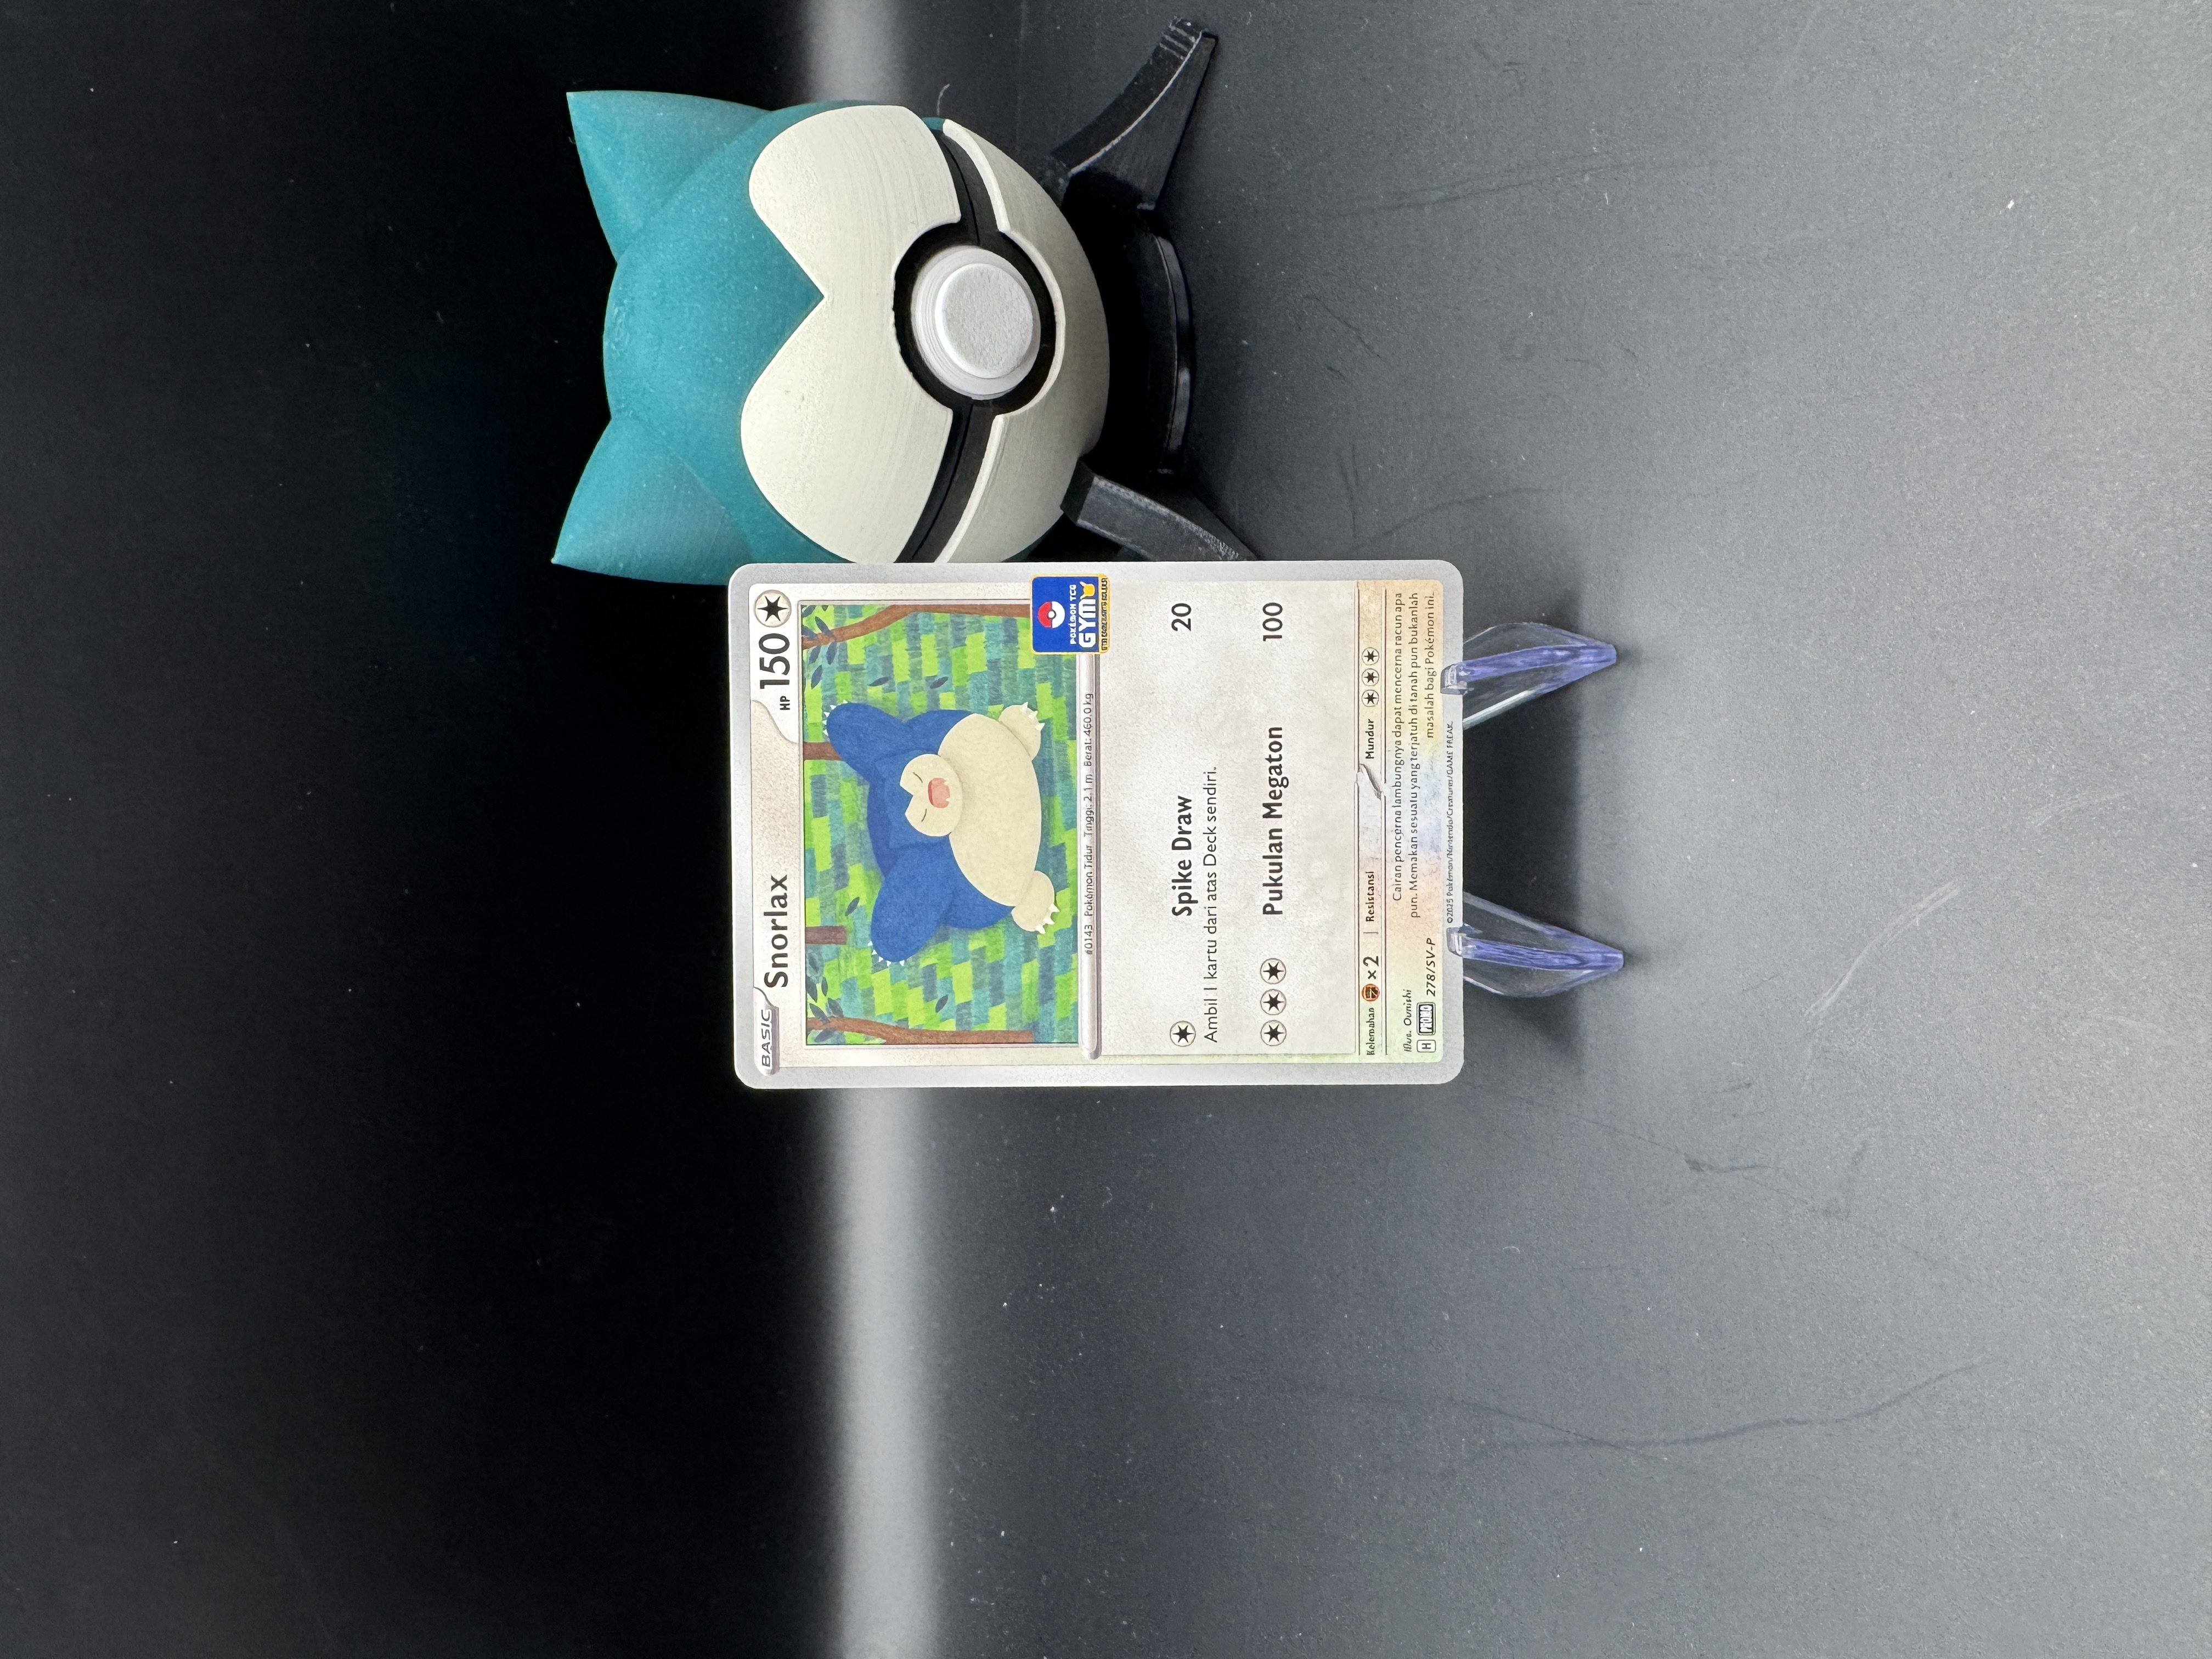 BASIC
Snorlax
HP 150
POKÉMON TCG
GYM
#0143 Pokémon Tidur Tinggi: 2.1 m Berat: 460.0 kg
Spike Draw 20
Ambil 1 kartu dari atas Deck sendiri.
Pukulan Megaton 100
Kelemahan ×2 Resistansi Mundur
Illus. Ounishi
H PROMO 278/SV-P
Cairan pencerna lambungnya dapat mencerna racun apa
pun. Memakan sesuatu yang terjatuh di tanah pun bukanlah
masalah bagi Pokémon ini.
©2025 Pokémon/Nintendo/Creatures/GAME FREAK.